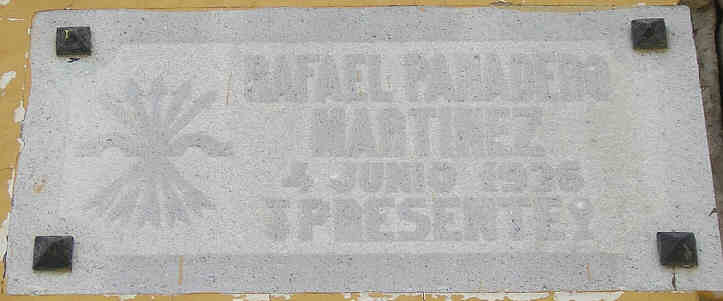 RAFAEL PANADERO
MARTINEZ
4 JUNIO 1936
¡PRESENTE!